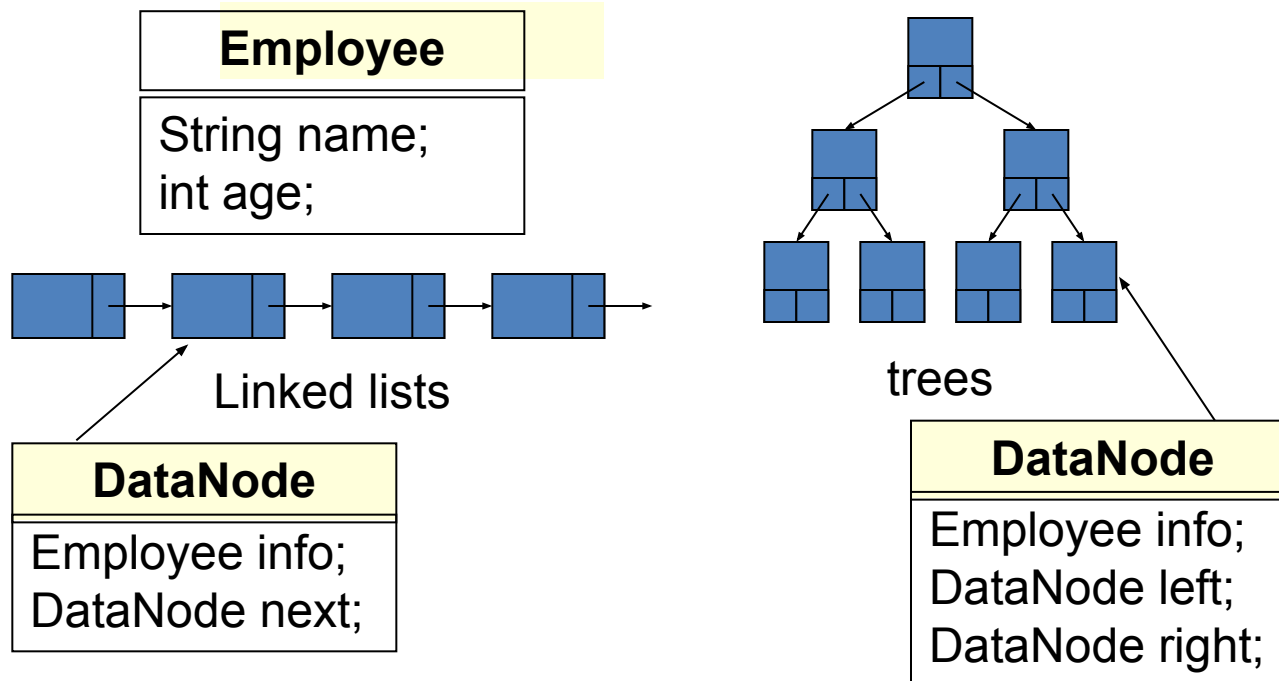 Employee
String name;
int age;
Linked lists
DataNode
Employee info;
DataNode next;
trees
DataNode
Employee info;
DataNode left;
DataNode right;